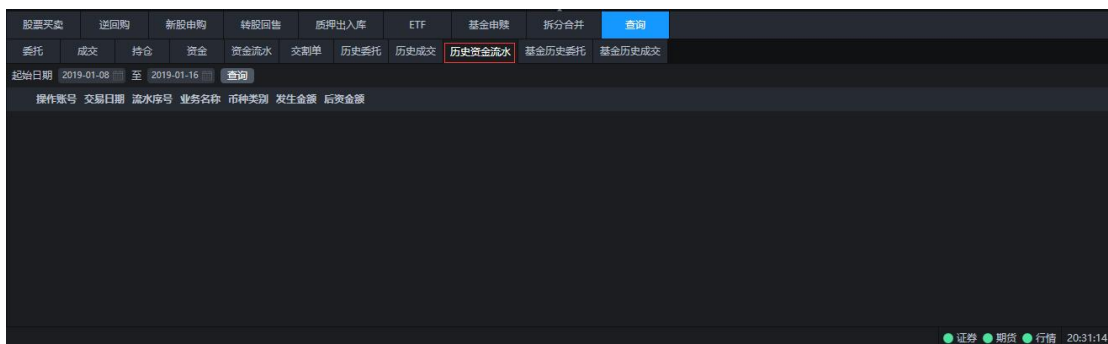 股票买卖 逆回购 新股申购 转股回售 质押出入库 ETF 基金申赎 拆分合并 查询
委托 成交 持仓 资金 资金流水 交割单 历史委托 历史成交 历史资金流水 基金历史委托 基金历史成交
起始日期 2019-01-08 至 2019-01-16 查询
操作账号 交易日期 流水序号 业务名称 币种类别 发生金额 后资金额
证券 期货 行情 20:31:14